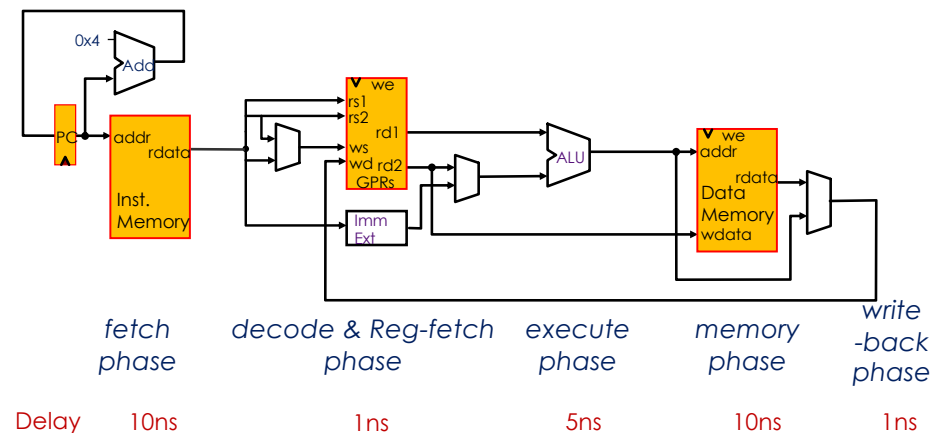 0x4
Add
PC
addr
rdata
Inst.
Memory
we
rs1
rs2
rd1
ws
wd rd2
GPRs
Imm
Ext
ALU
we
addr
rdata
Data
Memory
wdata
fetch
phase
decode & Reg-fetch
phase
execute
phase
memory
phase
write
-back
phase
Delay 10ns 1ns 5ns 10ns 1ns